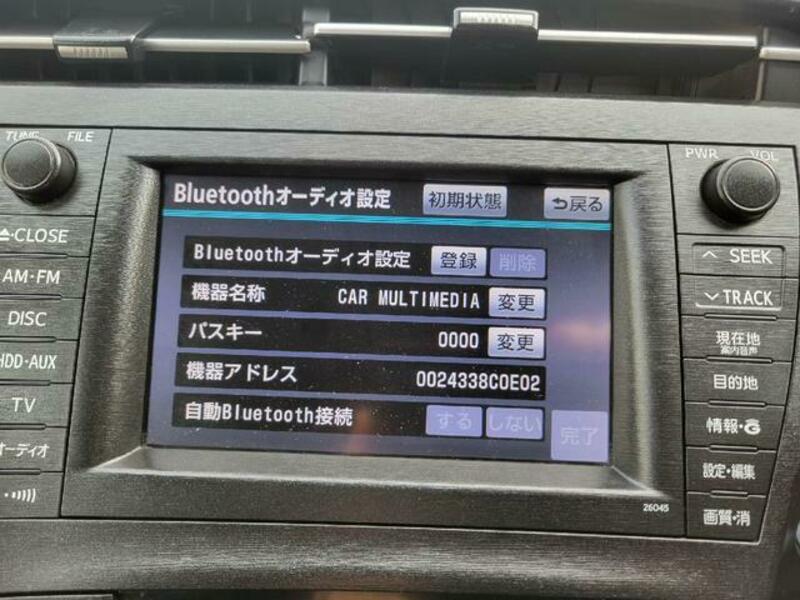 TUNE FILE
▲·CLOSE
AM·FM
DISC
HDD·AUX
TV
オーディオ
Bluetoothオーディオ設定 初期状態 戻る
Bluetoothオーディオ設定 登録 削除
機器名称 CAR MULTIMEDIA 変更
パスキー 0000 変更
機器アドレス 0024338C0E02
自動Bluetooth接続 する しない
完了
26045
PWR VOL
SEEK
TRACK
現在地
案内音声
目的地
情報·G
設定·編集
画質·消